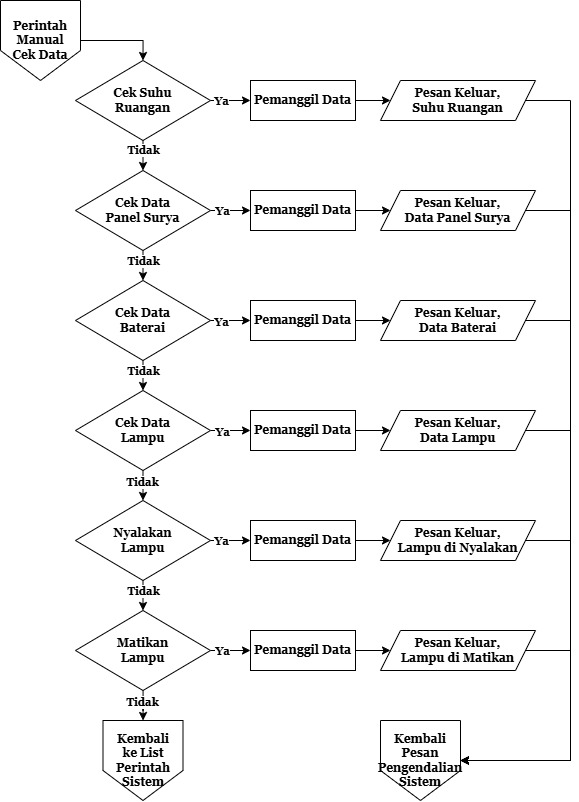 Perintah
Manual
Cek Data
Cek Suhu
Ruangan
Ya
Pemanggil Data
Pesan Keluar,
Suhu Ruangan
Tidak
Cek Data
Panel Surya
Ya
Pemanggil Data
Pesan Keluar,
Data Panel Surya
Tidak
Cek Data
Baterai
Ya
Pemanggil Data
Pesan Keluar,
Data Baterai
Tidak
Cek Data
Lampu
Ya
Pemanggil Data
Pesan Keluar,
Data Lampu
Tidak
Nyalakan
Lampu
Ya
Pemanggil Data
Pesan Keluar,
Lampu di Nyalakan
Tidak
Matikan
Lampu
Ya
Pemanggil Data
Pesan Keluar,
Lampu di Matikan
Tidak
Kembali
ke List
Perintah
Sistem
Kembali
Pesan
Pengendalian
Sistem